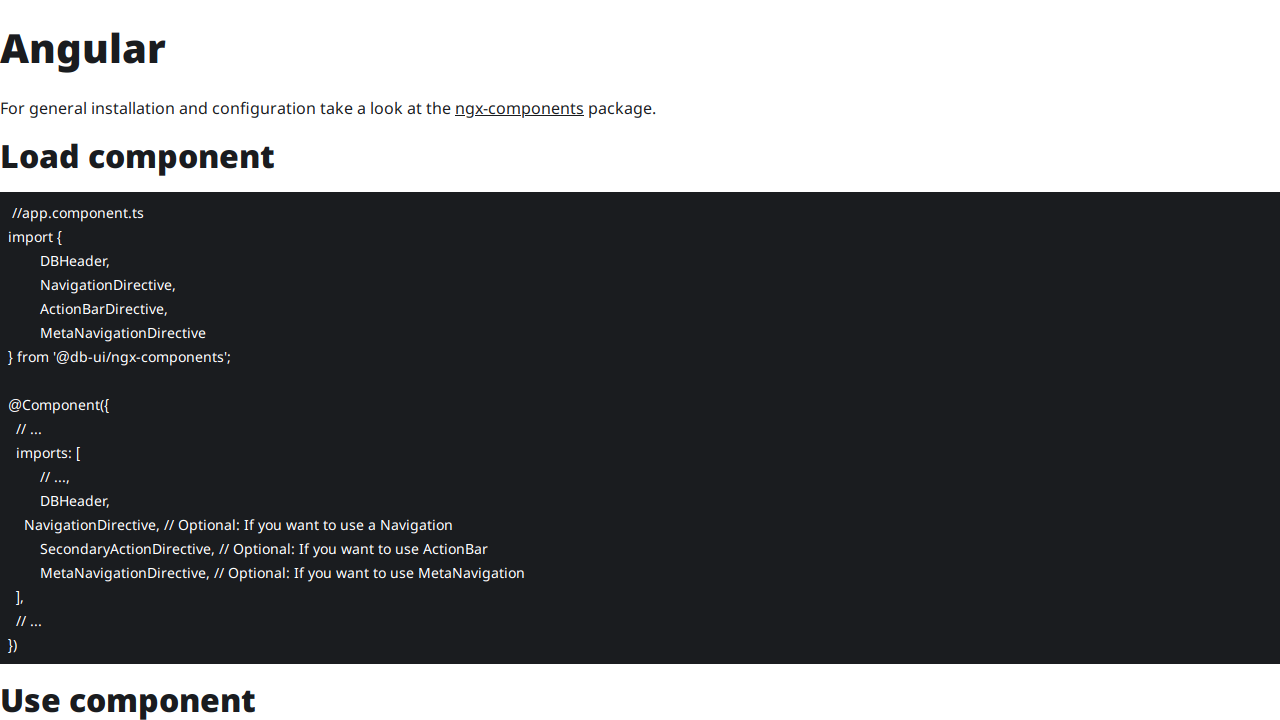 Angular
For general installation and configuration take a look at the ngx-components package.
Load component
//app.component.ts
import {
DBHeader,
NavigationDirective,
ActionBarDirective,
MetaNavigationDirective
} from '@db-ui/ngx-components';
@Component({
// ...
imports: [
// ...,
DBHeader,
NavigationDirective, // Optional: If you want to use a Navigation
SecondaryActionDirective, // Optional: If you want to use ActionBar
MetaNavigationDirective, // Optional: If you want to use MetaNavigation
],
// ...
})
Use component